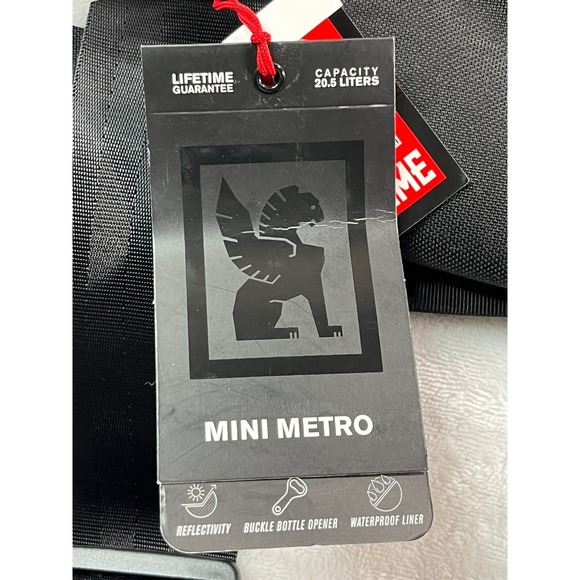 LIFETIME
GUARANTEE
CAPACITY
20.5 LITERS
MINI METRO
REFLECTIVITY
BUCKLE BOTTLE OPENER
WATERPROOF LINER